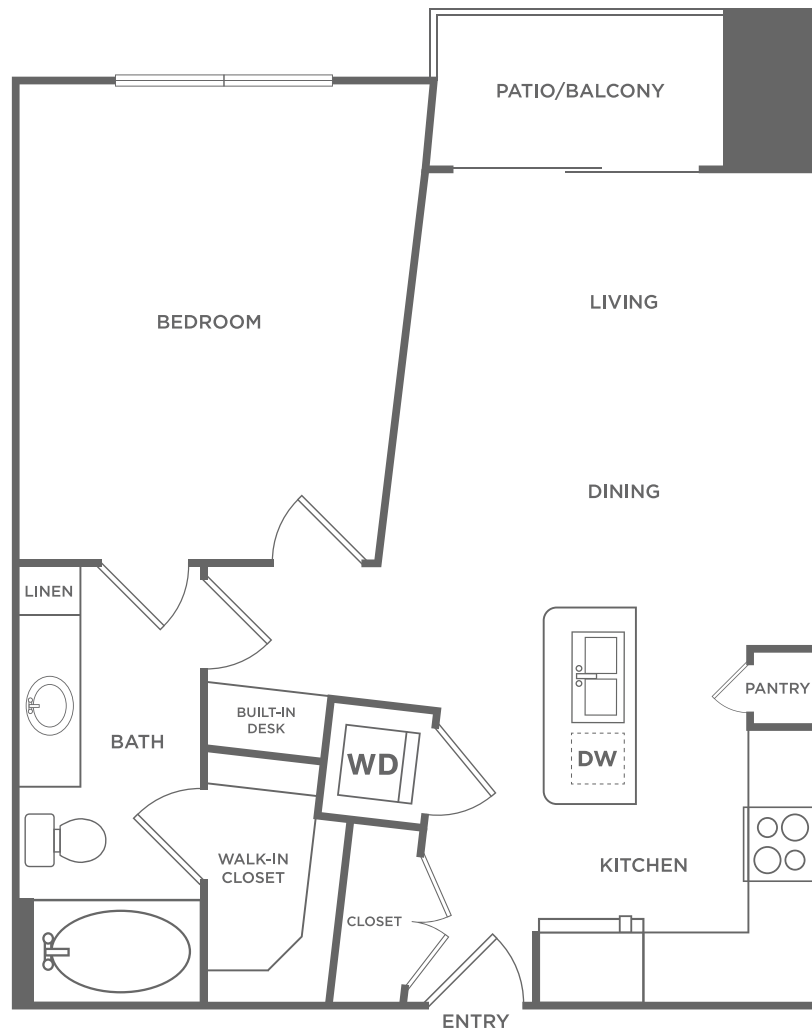 PATIO/BALCONY
BEDROOM
LIVING
DINING
LINEN
PANTRY
BUILT-IN
DESK
BATH
WD
DW
WALK-IN
CLOSET
KITCHEN
CLOSET
ENTRY